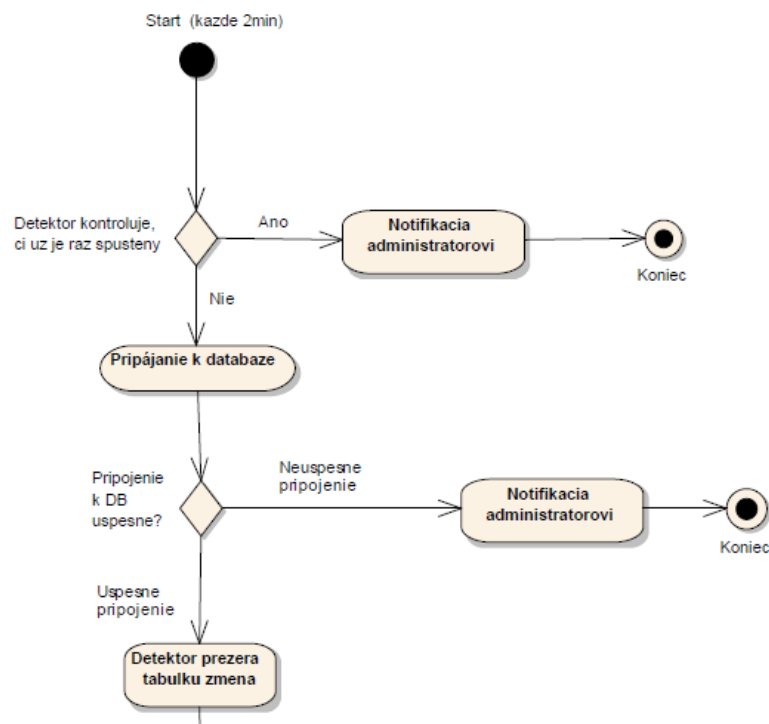 Start (kazde 2min)
Detektor kontroluje,
ci uz je raz spusteny
Ano
Notifikacia
administratorovi
Koniec
Nie
Pripájanie k databaze
Pripojenie
k DB
uspesne?
Neuspesne
pripojenie
Notifikacia
administratorovi
Koniec
Uspesne
pripojenie
Detektor prezera
tabulku zmena